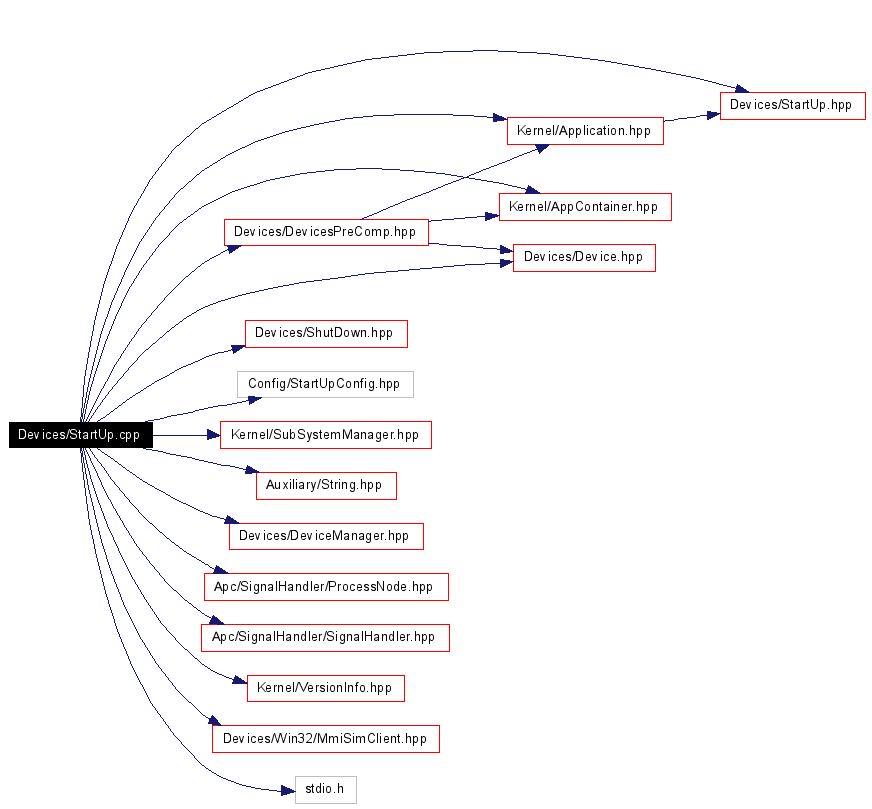 Devices/StartUp.hpp
Kernel/Application.hpp
Kernel/AppContainer.hpp
Devices/DevicesPreComp.hpp
Devices/Device.hpp
Devices/ShutDown.hpp
Config/StartUpConfig.hpp
Devices/StartUp.cpp
Kernel/SubSystemManager.hpp
Auxiliary/String.hpp
Devices/DeviceManager.hpp
Apc/SignalHandler/ProcessNode.hpp
Apc/SignalHandler/SignalHandler.hpp
Kernel/VersionInfo.hpp
Devices/Win32/MmiSimClient.hpp
stdio.h